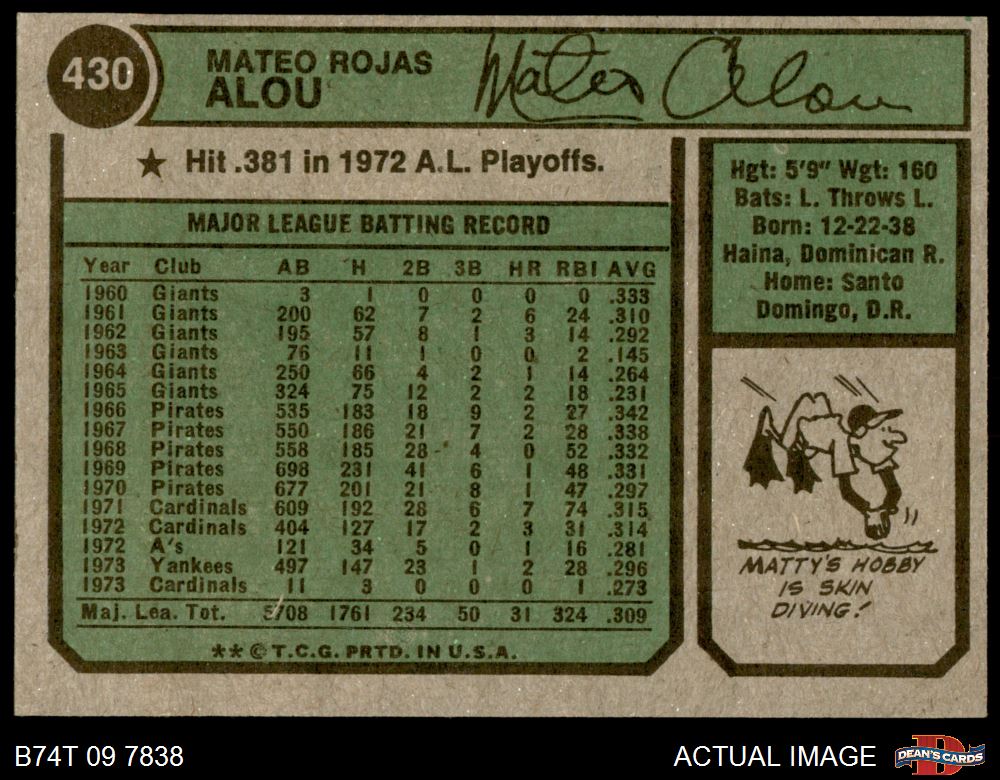 430
MATEO ROJAS
ALOU
Mateo Alou
★ Hit .381 in 1972 A.L. Playoffs.
MAJOR LEAGUE BATTING RECORD
Year Club AB H 2B 3B HR RBI AVG
1960 Giants 3 1 0 0 0 0 .333
1961 Giants 200 62 7 2 6 24 .310
1962 Giants 195 57 8 1 3 14 .292
1963 Giants 76 11 1 0 0 2 .145
1964 Giants 250 66 4 2 1 14 .264
1965 Giants 324 75 12 2 2 18 .231
1966 Pirates 535 183 18 9 2 27 .342
1967 Pirates 550 186 21 7 2 28 .338
1968 Pirates 558 185 28 4 0 52 .332
1969 Pirates 698 231 41 6 1 48 .331
1970 Pirates 677 201 21 8 1 47 .297
1971 Cardinals 609 192 28 6 7 74 .315
1972 Cardinals 404 127 17 2 3 31 .314
1972 A's 121 34 5 0 1 16 .281
1973 Yankees 497 147 23 1 2 28 .296
1973 Cardinals 11 3 0 0 0 1 .273
Maj. Lea. Tot. 5708 1761 234 50 31 324 .309
** © T.C.G. PRTD. IN U.S.A.
Hgt: 5'9" Wgt: 160
Bats: L. Throws L.
Born: 12-22-38
Haina, Dominican R.
Home: Santo
Domingo, D.R.
MATTY'S HOBBY
IS SKIN
DIVING!
B74T 09 7838
ACTUAL IMAGE
DEAN'S CARDS